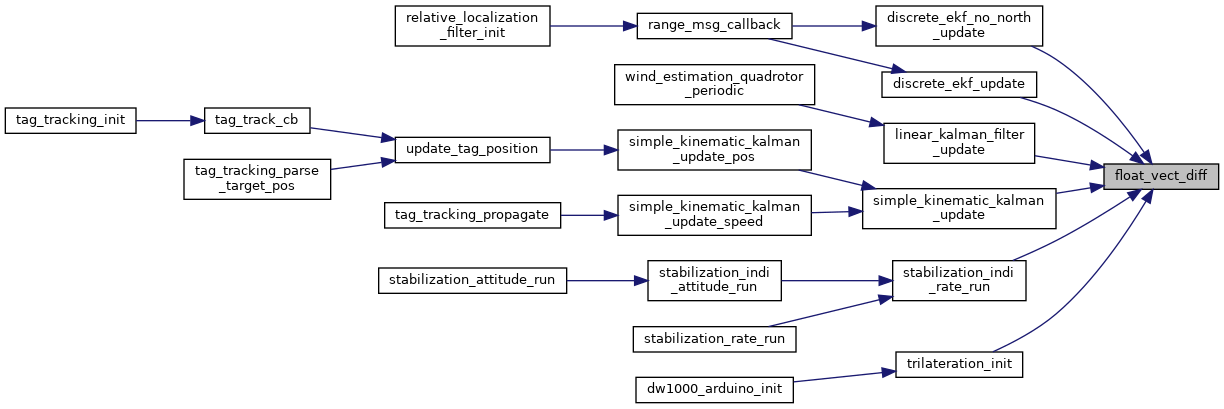 relative_localization
_filter_init
range_msg_callback
discrete_ekf_no_north
_update
discrete_ekf_update
wind_estimation_quadrotor
_periodic
tag_tracking_init
tag_track_cb
linear_kalman_filter
_update
update_tag_position
simple_kinematic_kalman
_update_pos
tag_tracking_parse
_target_pos
float_vect_diff
simple_kinematic_kalman
_update
tag_tracking_propagate
simple_kinematic_kalman
_update_speed
stabilization_attitude_run
stabilization_indi
_attitude_run
stabilization_indi
_rate_run
stabilization_rate_run
trilateration_init
dw1000_arduino_init